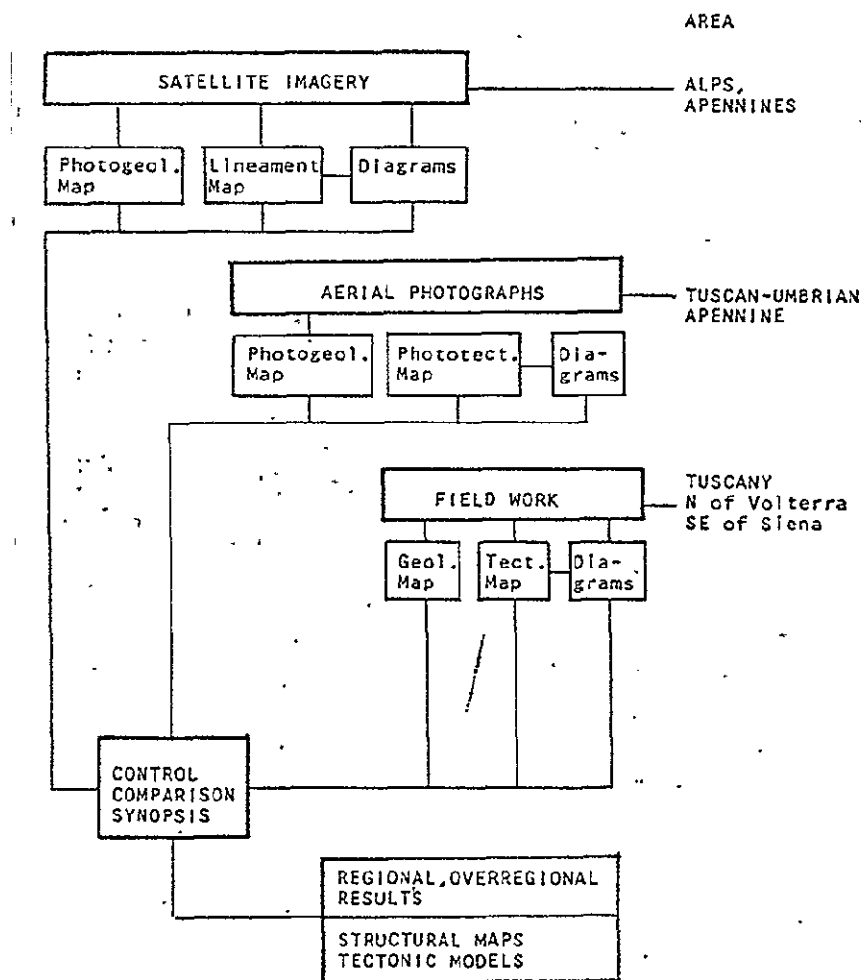 AREA
SATELLITE IMAGERY
ALPS,
APENNINES
Photogeol.
Map
Lineament
Map
Diagrams
AERIAL PHOTOGRAPHS
TUSCAN-UMBRIAN
APENNINE
Photogeol.
Map
Phototect.
Map
Dia-
grams
FIELD WORK
TUSCANY
N of Volterra
SE of Siena
Geol.
Map
Tect.
Map
Dia-
grams
CONTROL
COMPARISON
SYNOPSIS
REGIONAL,OVERREGIONAL
RESULTS
STRUCTURAL MAPS
TECTONIC MODELS